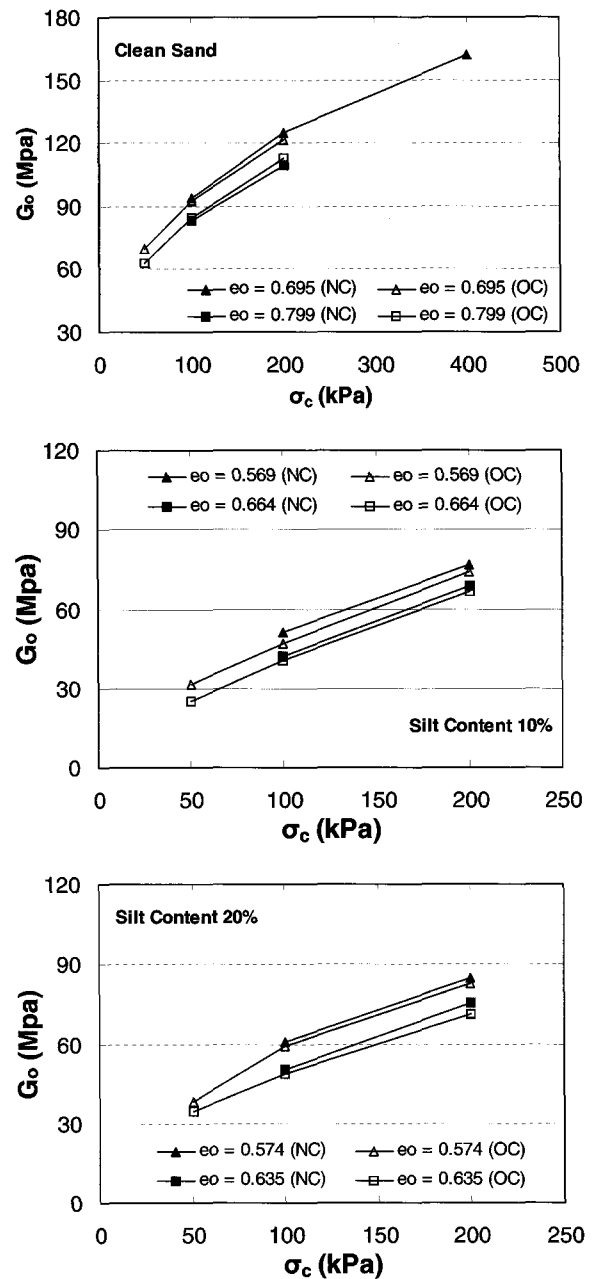 180
Clean Sand
150
120
90
60
30
Go (Mpa)
eo = 0.695 (NC) eo = 0.695 (OC)
eo = 0.799 (NC) eo = 0.799 (OC)
0 100 200 300 400 500
σc (kPa)
120
eo = 0.569 (NC) eo = 0.569 (OC)
eo = 0.664 (NC) eo = 0.664 (OC)
90
60
30
0
Go (Mpa)
Silt Content 10%
0 50 100 150 200 250
σc (kPa)
120
Silt Content 20%
90
60
30
0
Go (Mpa)
eo = 0.574 (NC) eo = 0.574 (OC)
eo = 0.635 (NC) eo = 0.635 (OC)
0 50 100 150 200 250
σc (kPa)